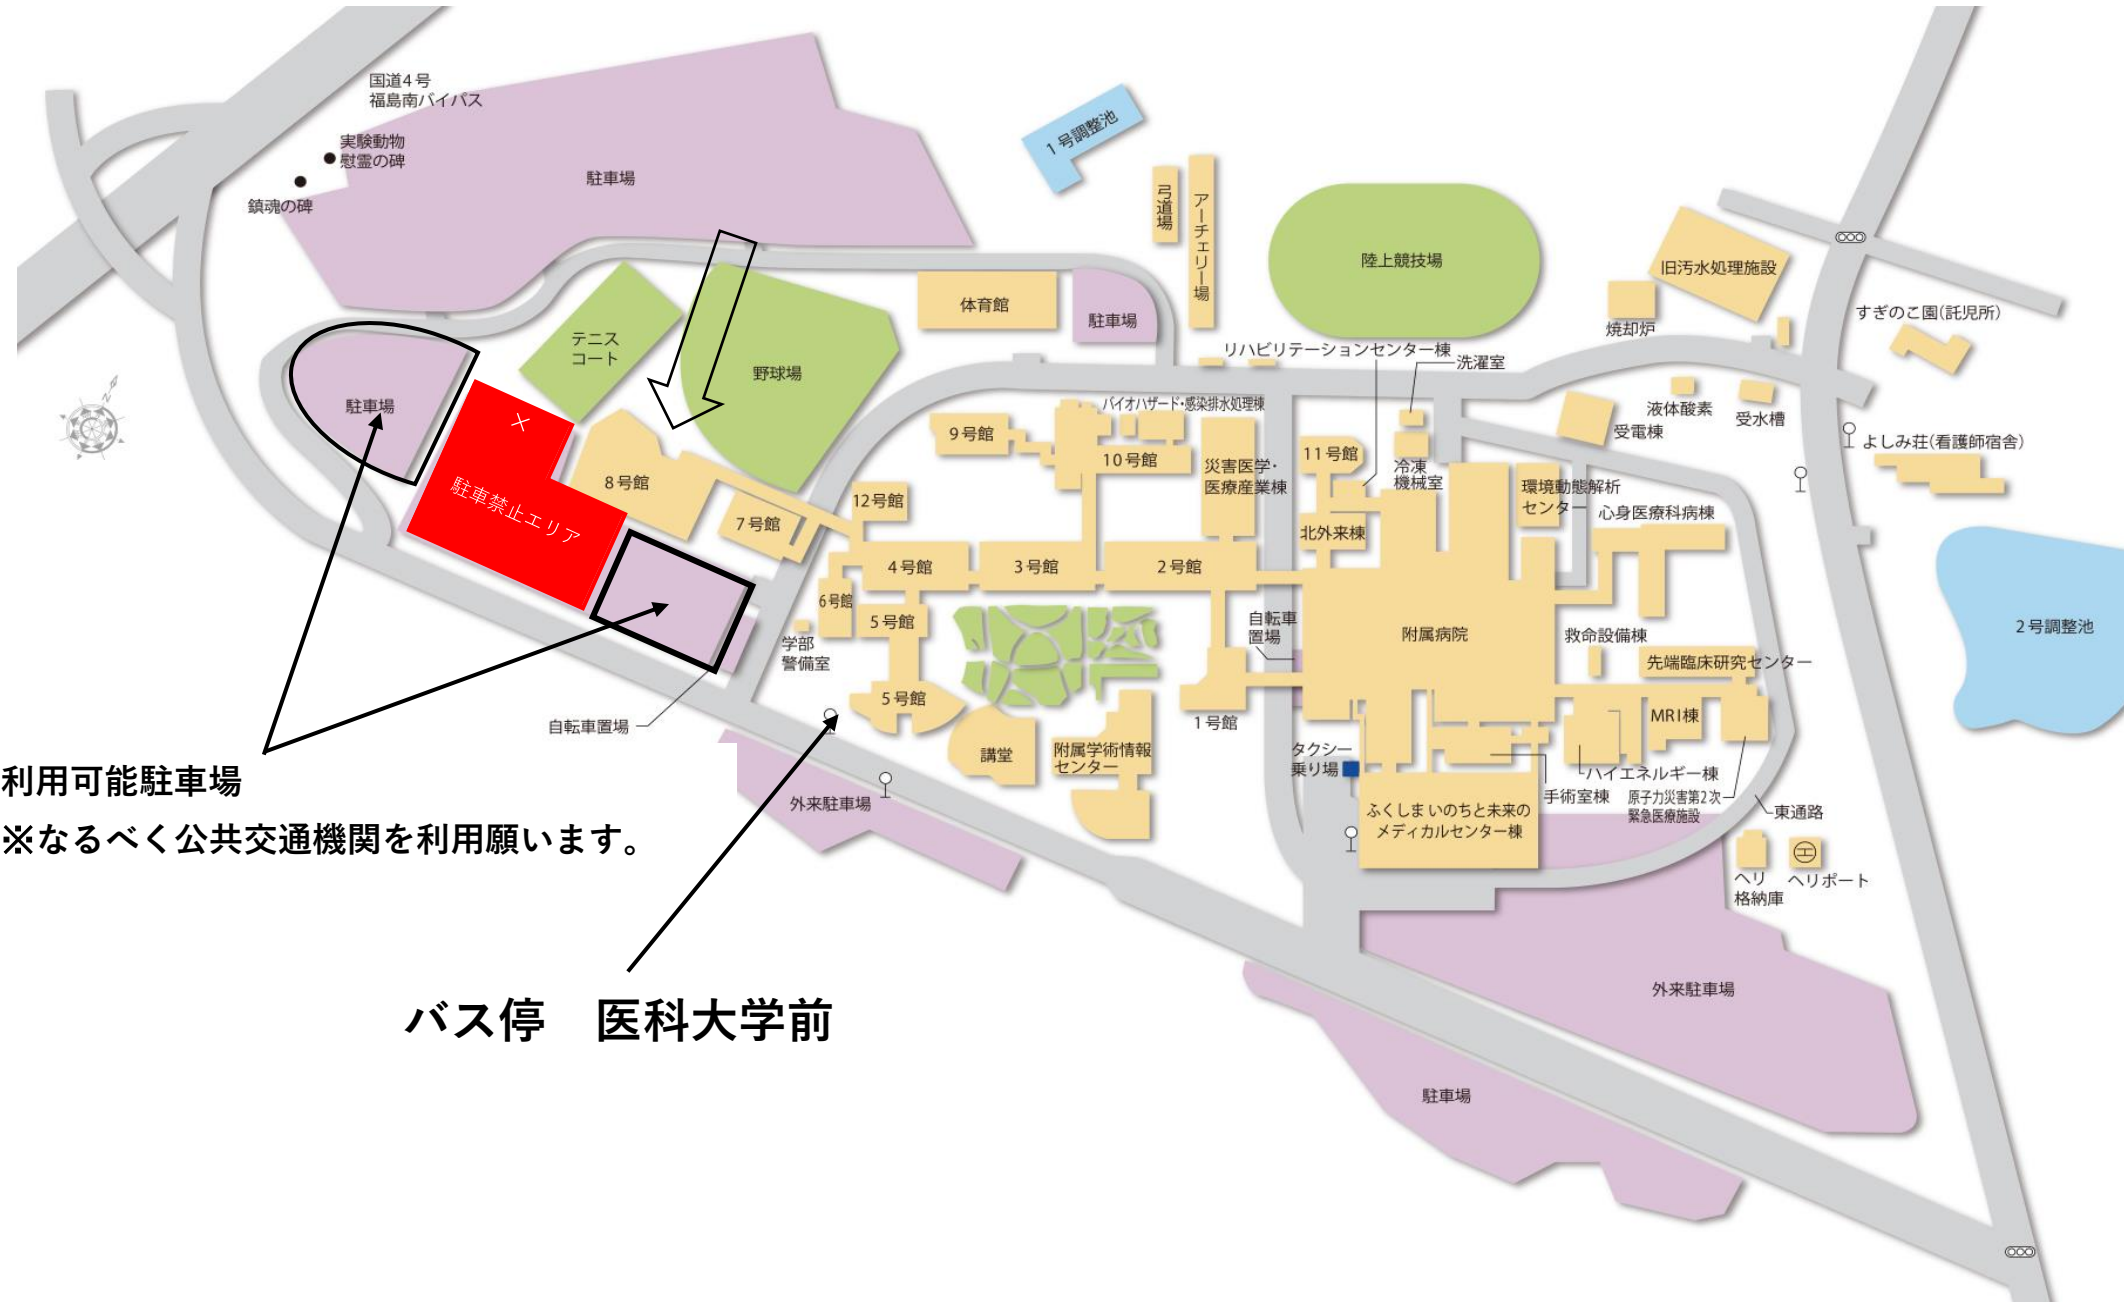 国道4号
福島南バイパス
実験動物
慰霊の碑
鎮魂の碑
駐車場
1号調整池
弓道場
アーチェリー場
陸上競技場
旧汚水処理施設
焼却炉
すぎのこ園(託児所)
体育館
駐車場
テニス
コート
野球場
リハビリテーションセンター棟
洗濯室
駐車場
×
駐車禁止エリア
8号館
7号館
9号館
バイオハザード・感染排水処理棟
10号館
12号館
災害医学・
医療産業棟
11号館
冷凍
機械室
北外来棟
環境動態解析
センター
心身医療科病棟
受電棟
液体酸素
受水槽
よしみ荘(看護師宿舎)
4号館
3号館
2号館
6号館
5号館
学部
警備室
5号館
自転車
置場
附属病院
救命設備棟
先端臨床研究センター
2号調整池
自転車置場
講堂
附属学術情報
センター
1号館
タクシー
乗り場
MRI棟
ハイエネルギー棟
手術室棟
原子力災害第2次
緊急医療施設
東通路
ふくしま いのちと未来の
メディカルセンター棟
ヘリ
格納庫
ヘリポート
外来駐車場
利用可能駐車場
※なるべく公共交通機関を利用願います。
バス停　医科大学前
外来駐車場
駐車場
N
H